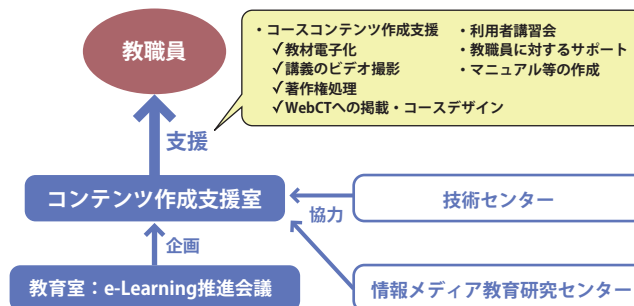 教職員
・コースコンテンツ作成支援
✓教材電子化
✓講義のビデオ撮影
✓著作権処理
✓WebCTへの掲載・コースデザイン
・利用者講習会
・教職員に対するサポート
・マニュアル等の作成
支援
コンテンツ作成支援室
協力
技術センター
企画
教育室：e-Learning推進会議
情報メディア教育研究センター